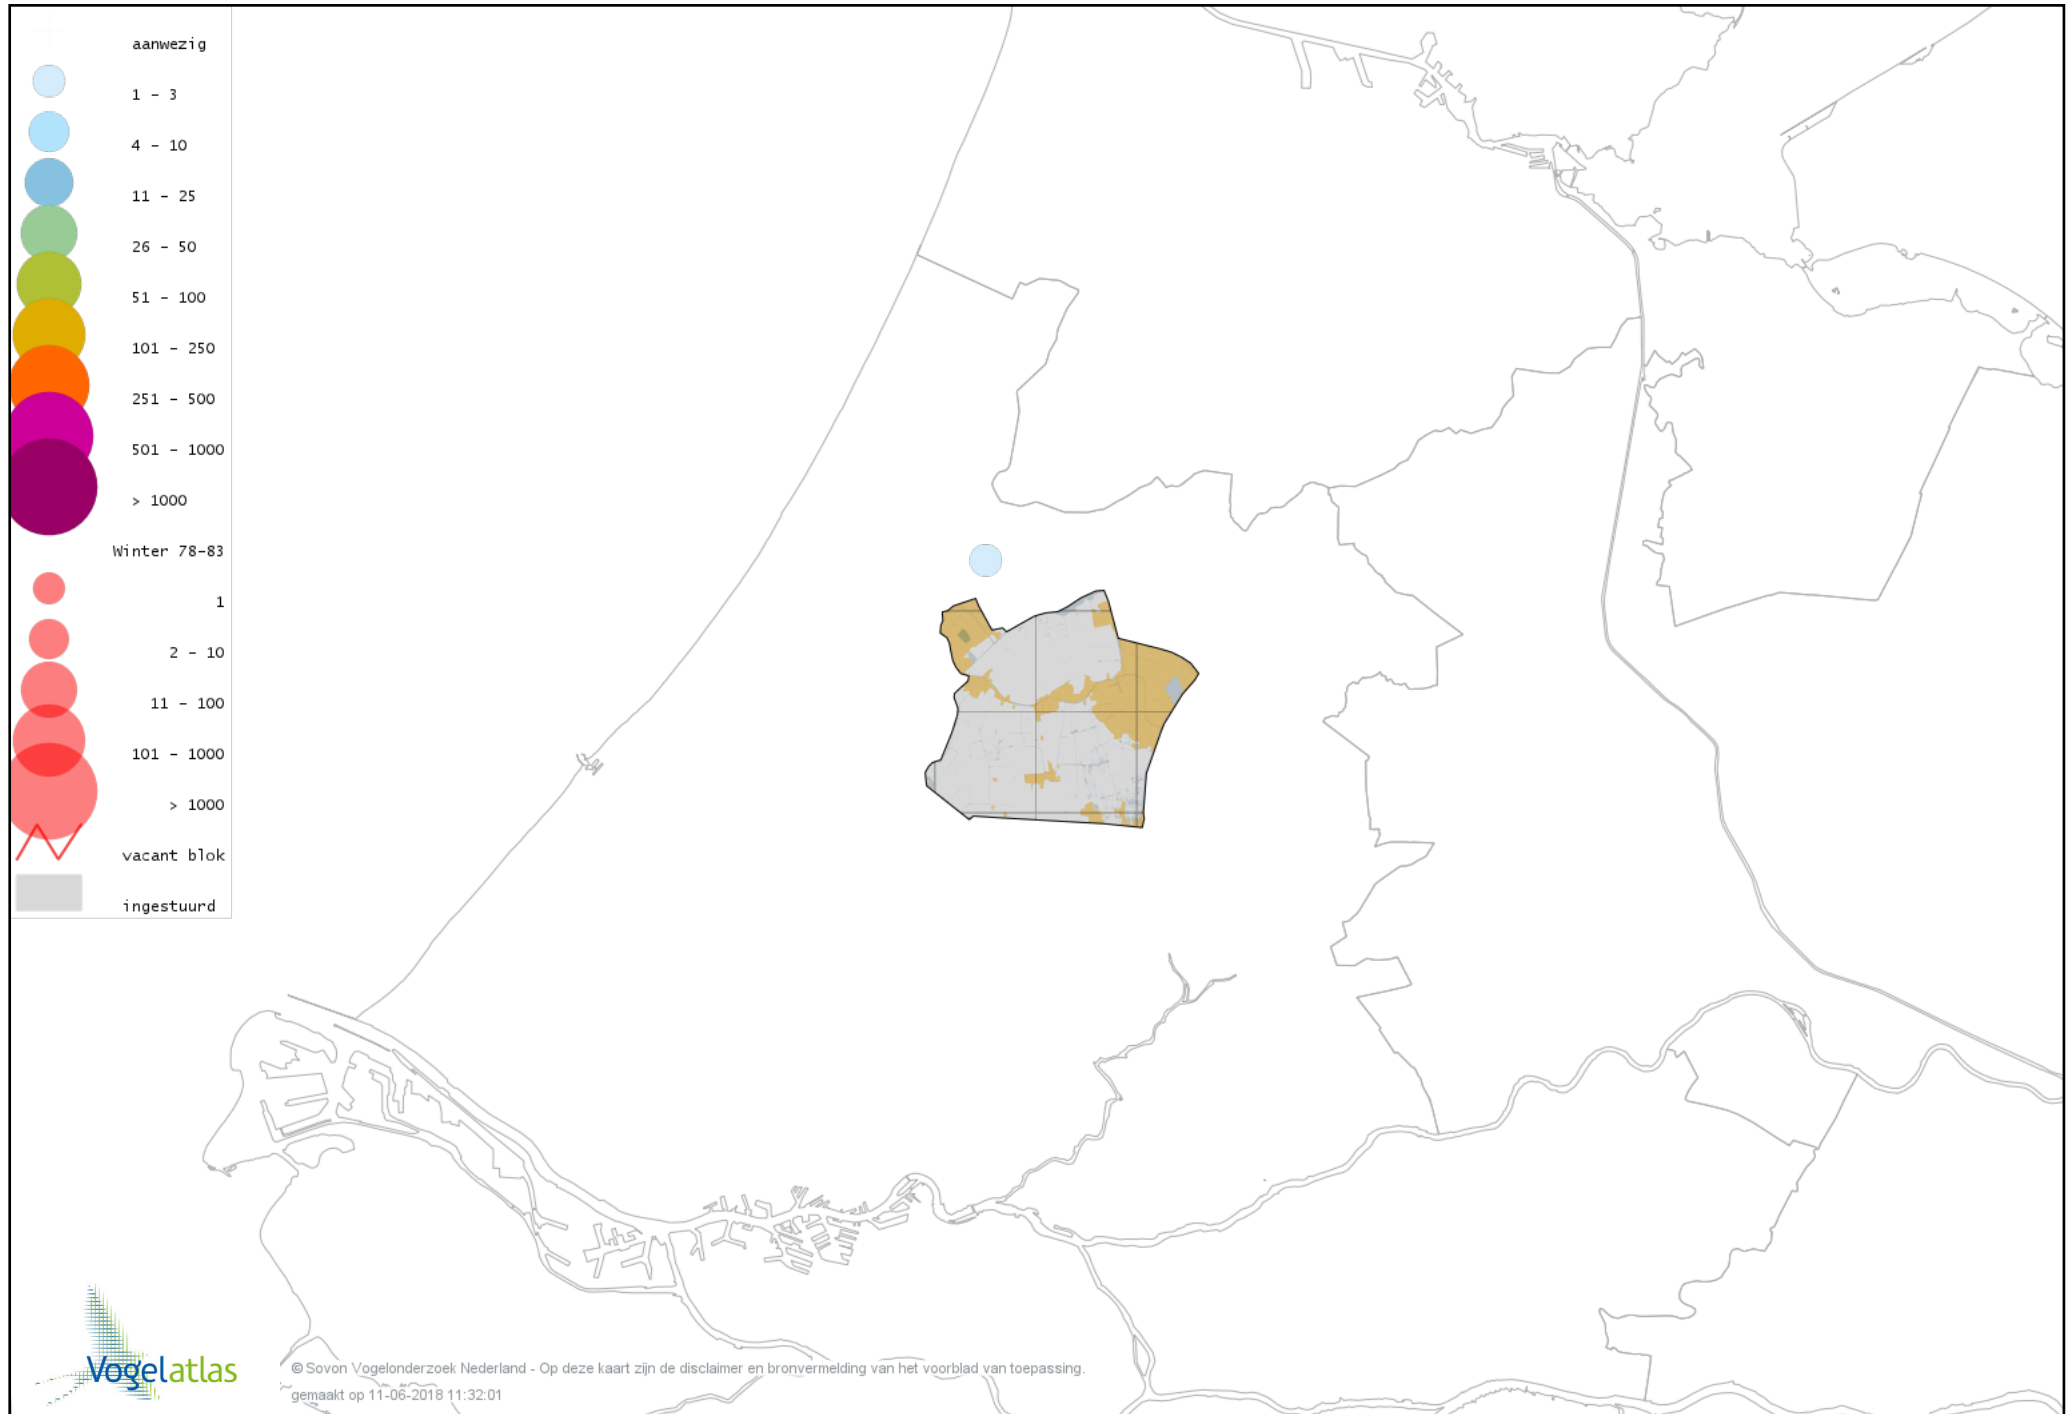 aanwezig
1 - 3
4 - 10
11 - 25
26 - 50
51 - 100
101 - 250
251 - 500
501 - 1000
> 1000
Winter 78-83
1
2 - 10
11 - 100
101 - 1000
> 1000
vacant blok
ingestuurd
Vogelatlas
© Sovon Vogelonderzoek Nederland - Op deze kaart zijn de disclaimer en bronvermelding van het voorblad van toepassing.
gemaakt op 11-06-2018 11:32:01